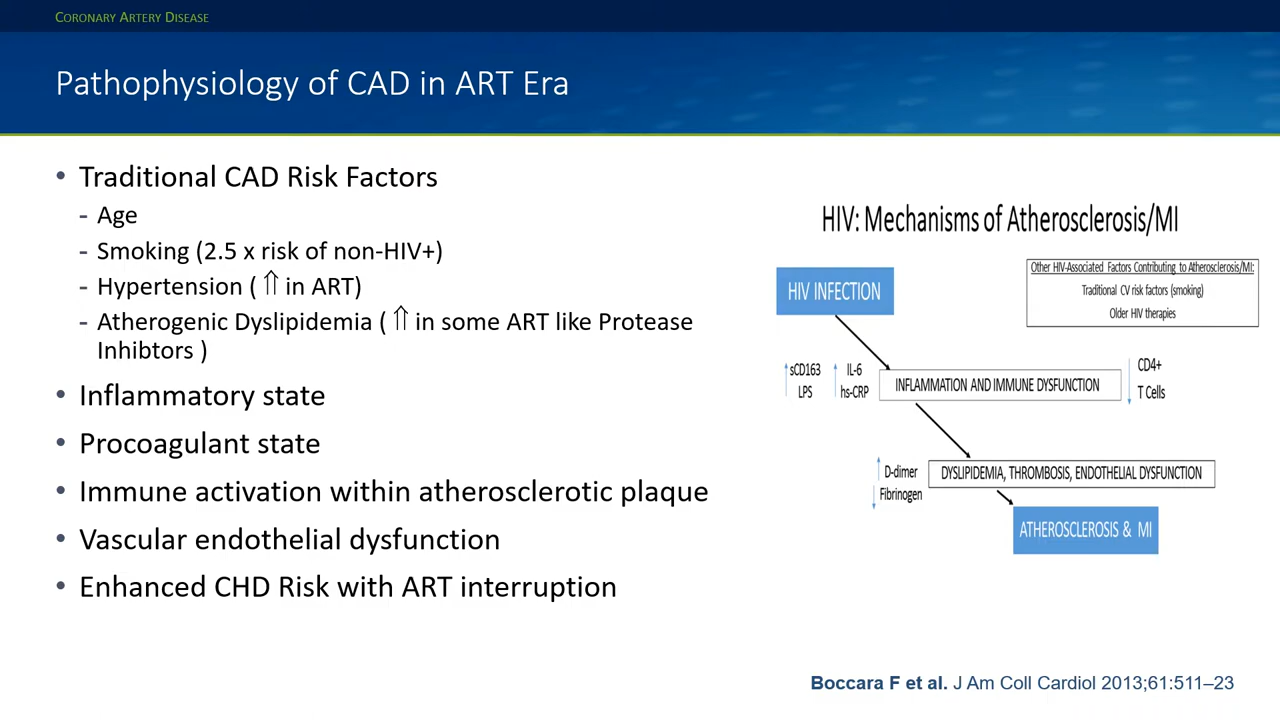 CORONARY ARTERY DISEASE
Pathophysiology of CAD in ART Era
• Traditional CAD Risk Factors
- Age
- Smoking (2.5 x risk of non-HIV+)
- Hypertension ( ⇑ in ART)
- Atherogenic Dyslipidemia ( ⇑ in some ART like Protease
Inhibtors )
• Inflammatory state
• Procoagulant state
• Immune activation within atherosclerotic plaque
• Vascular endothelial dysfunction
• Enhanced CHD Risk with ART interruption
HIV: Mechanisms of Atherosclerosis/MI
HIV INFECTION
Other HIV-Associated Factors Contributing to Atherosclerosis/MI:
Traditional CV risk factors (smoking)
Older HIV therapies
↑ sCD163
LPS
↑ IL-6
hs-CRP
INFLAMMATION AND IMMUNE DYSFUNCTION
↓ CD4+
T Cells
↑ D-dimer
↓ Fibrinogen
DYSLIPIDEMIA, THROMBOSIS, ENDOTHELIAL DYSFUNCTION
ATHEROSCLEROSIS & MI
Boccara F et al. J Am Coll Cardiol 2013;61:511–23